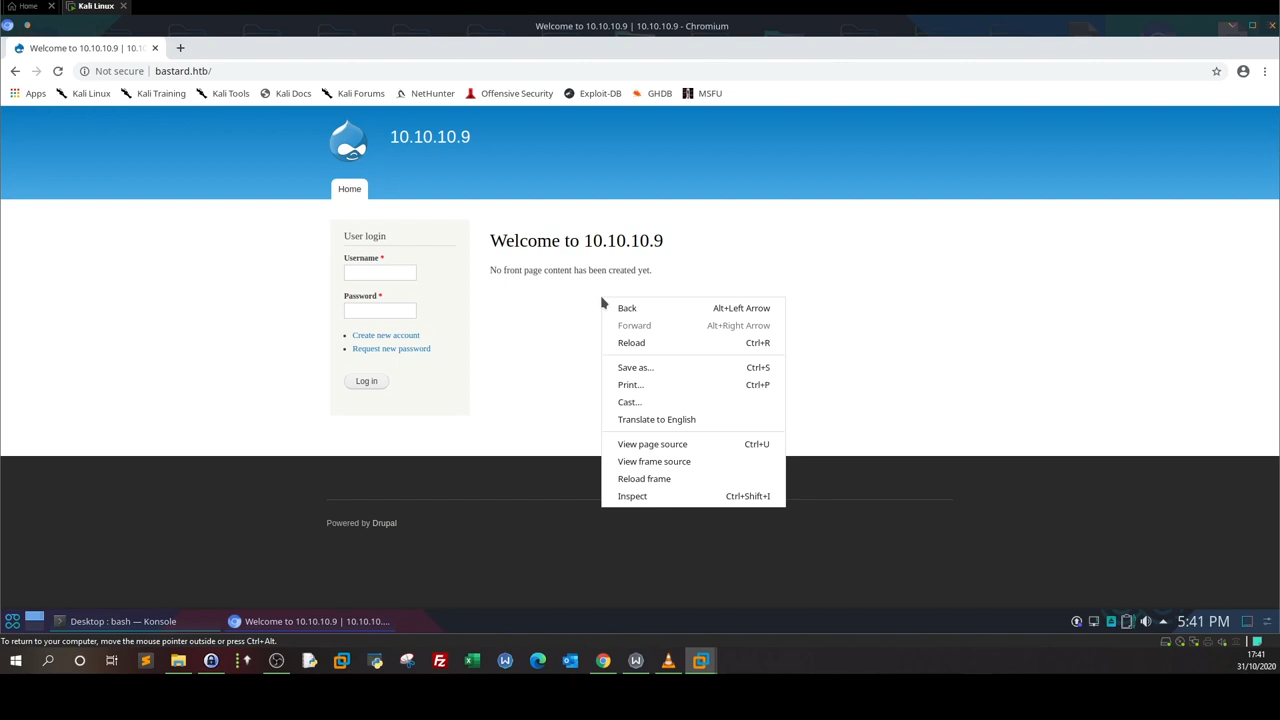 Home
Kali Linux
Welcome to 10.10.10.9 | 10.10.10.9 - Chromium
Welcome to 10.10.10.9 | 10.10
Not secure | bastard.htb/
Apps Kali Linux Kali Training Kali Tools Kali Docs Kali Forums NetHunter Offensive Security Exploit-DB GHDB MSFU
10.10.10.9
Home
User login
Username *
Password *
Create new account
Request new password
Log in
Welcome to 10.10.10.9
No front page content has been created yet.
Back Alt+Left Arrow
Forward Alt+Right Arrow
Reload Ctrl+R
Save as... Ctrl+S
Print... Ctrl+P
Cast...
Translate to English
View page source Ctrl+U
View frame source
Reload frame
Inspect Ctrl+Shift+I
Powered by Drupal
Desktop : bash — Konsole
Welcome to 10.10.10.9 | 10.10.10....
5:41 PM
To return to your computer, move the mouse pointer outside or press Ctrl+Alt.
17:41
31/10/2020